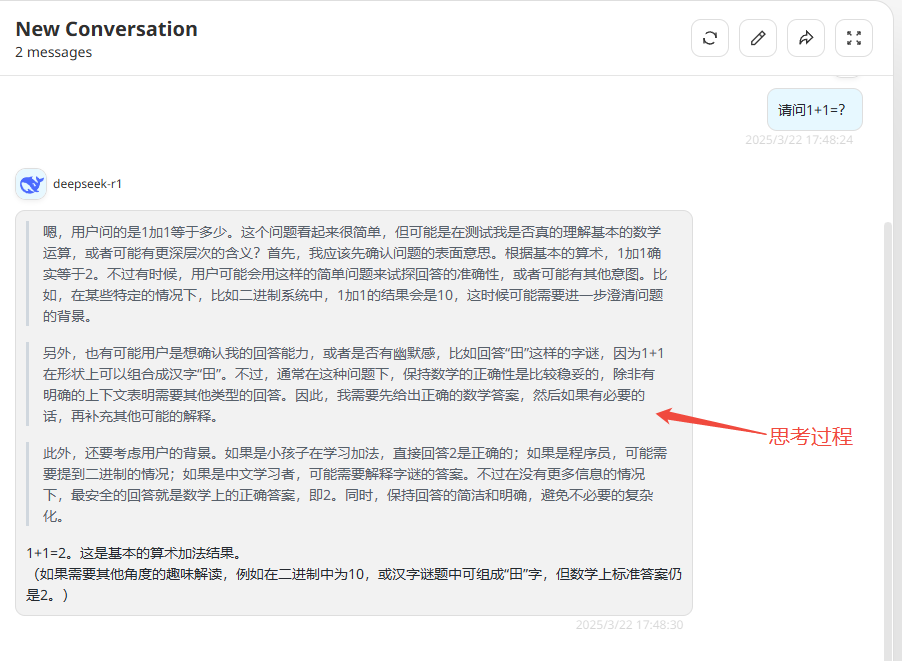 New Conversation
2 messages
请问1+1=?
2025/3/22 17:48:24
deepseek-r1
嗯，用户问的是1加1等于多少。这个问题看起来很简单，但可能是在测试我是否真的理解基本的数学
运算，或者可能有更深层次的含义？首先，我应该先确认问题的表面意思。根据基本的算术，1加1确
实等于2。不过有时候，用户可能会用这样的简单问题来试探回答的准确性，或者可能有其他意图。比
如，在某些特定的情况下，比如二进制系统中，1加1的结果会是10，这时候可能需要进一步澄清问题
的背景。
另外，也有可能用户是想确认我的回答能力，或者是否有幽默感，比如回答“田”这样的字谜，因为1+1
在形状上可以组合成汉字“田”。不过，通常在这种问题下，保持数学的正确性是比较稳妥的，除非有
明确的上下文表明需要其他类型的回答。因此，我需要先给出正确的数学答案，然后如果有必要的
话，再补充其他可能的解释。
思考过程
此外，还要考虑用户的背景。如果是小孩子在学习加法，直接回答2是正确的；如果是程序员，可能需
要提到二进制的情况；如果是中文学习者，可能需要解释字谜的答案。不过在没有更多信息的情况
下，最安全的回答就是数学上的正确答案，即2。同时，保持回答的简洁和明确，避免不必要的复杂
化。
1+1=2。这是基本的算术加法结果。
（如果需要其他角度的趣味解读，例如在二进制中为10，或汉字谜题中可组成“田”字，但数学上标准答案仍
是2。）
2025/3/22 17:48:30